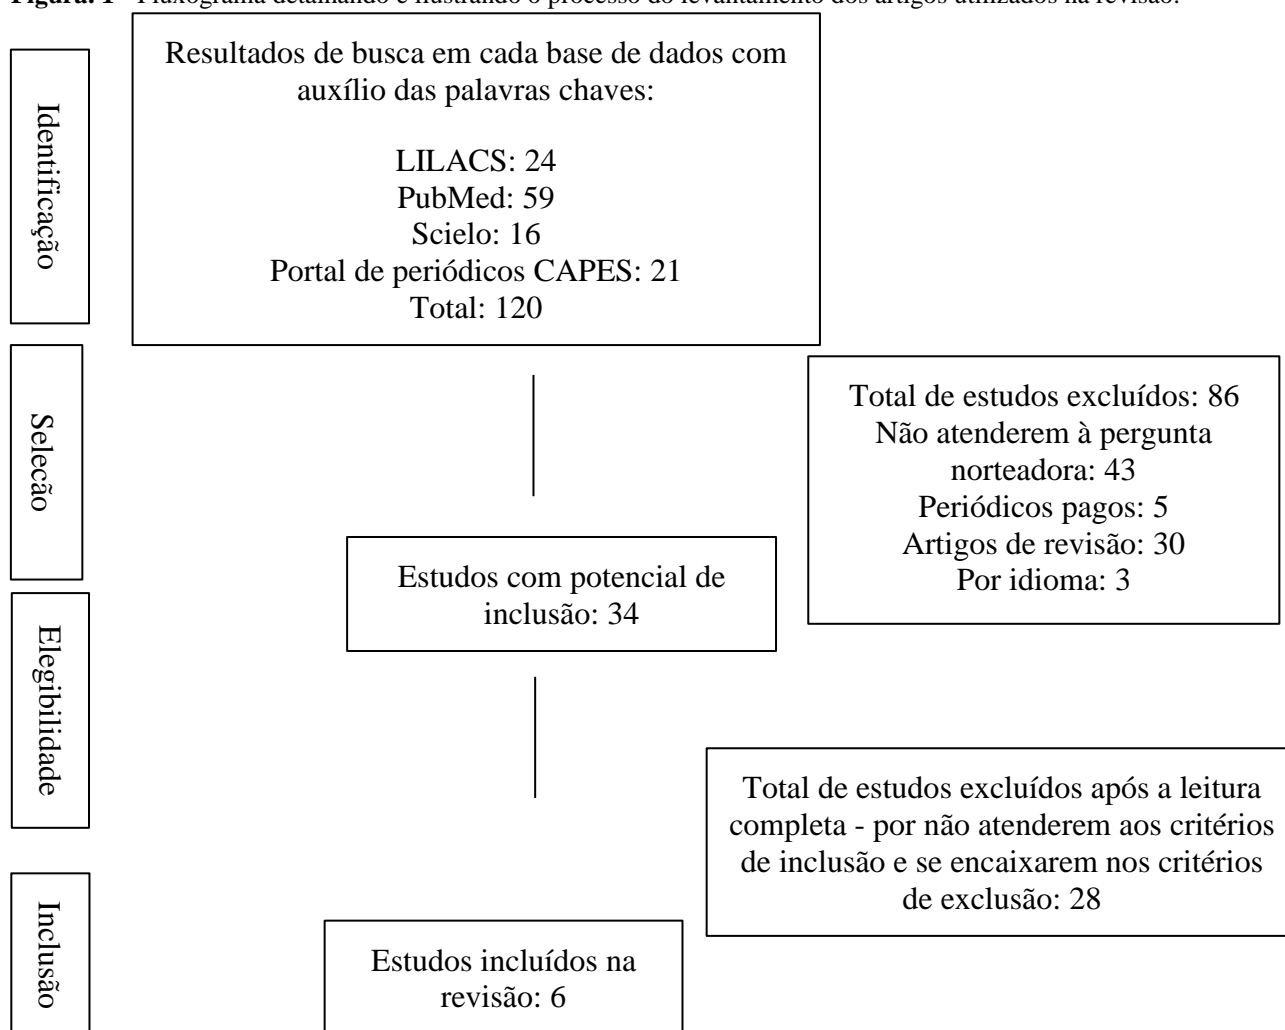 Figura. 1 - Fluxograma detalhando e ilustrando o processo do levantamento dos artigos utilizados na revisão.
Identificação
Resultados de busca em cada base de dados com
auxílio das palavras chaves:
LILACS: 24
PubMed: 59
Scielo: 16
Portal de periódicos CAPES: 21
Total: 120
Seleção
Total de estudos excluídos: 86
Não atenderem à pergunta
norteadora: 43
Periódicos pagos: 5
Artigos de revisão: 30
Por idioma: 3
Estudos com potencial de
inclusão: 34
Elegibilidade
Total de estudos excluídos após a leitura
completa - por não atenderem aos critérios
de inclusão e se encaixarem nos critérios
de exclusão: 28
Inclusão
Estudos incluídos na
revisão: 6